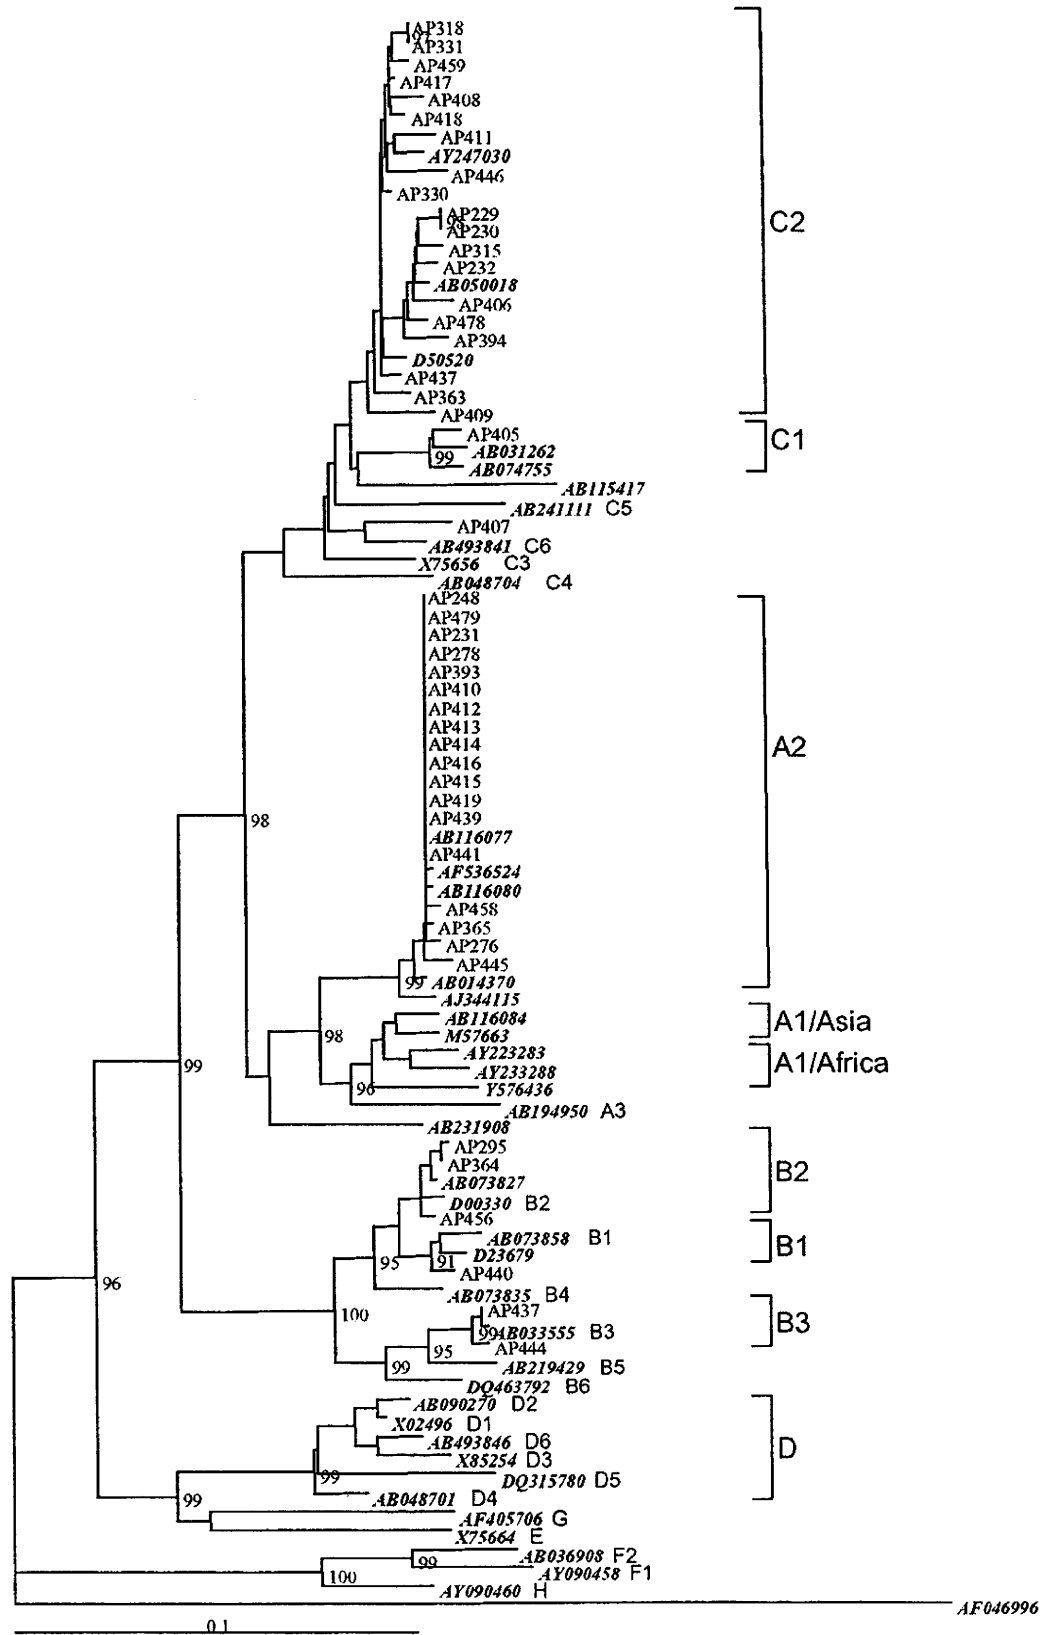 AP318
97
AP331
AP459
AP417
AP408
AP418
AP411
AY247030
AP446
AP330
AP229
98
AP230
AP315
AP232
AB050018
AP406
AP478
AP394
D50520
AP437
AP363
AP409
C2
AP405
AB031262
99
AB074755
C1
AB115417
AB241111 C5
AP407
AB493841 C6
X75656 C3
AB048704 C4
AP248
AP479
AP231
AP278
AP393
AP410
AP412
AP413
AP414
AP416
AP415
AP419
AP439
98
AB116077
AP441
AF536524
AB116080
AP458
AP365
AP276
AP445
99
AB014370
AJ344115
A2
AB116084
98
M57663
A1/Asia
AY223283
99
AY233288
A1/Africa
96
Y576436
AB194950 A3
AB231908
AP295
AP364
AB073827
D00330 B2
AP456
B2
AB073858 B1
D23679
95
91
AP440
B1
96
AB073835 B4
AP437
100
99
AB033555 B3
AP444
95
B3
99
AB219429 B5
DQ463792 B6
AB090270 D2
X02496 D1
AB493846 D6
X85254 D3
99
DQ315780 D5
99
AB048701 D4
D
AF405706 G
X75664 E
AB036908 F2
99
AY090458 F1
100
AY090460 H
AF046996
0.1